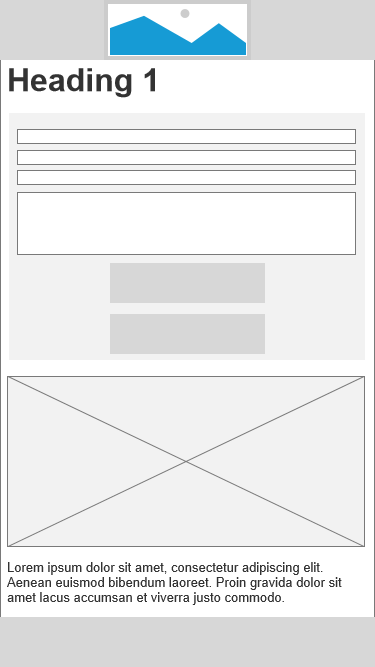 Heading 1
Lorem ipsum dolor sit amet, consectetur adipiscing elit.
Aenean euismod bibendum laoreet. Proin gravida dolor sit
amet lacus accumsan et viverra justo commodo.